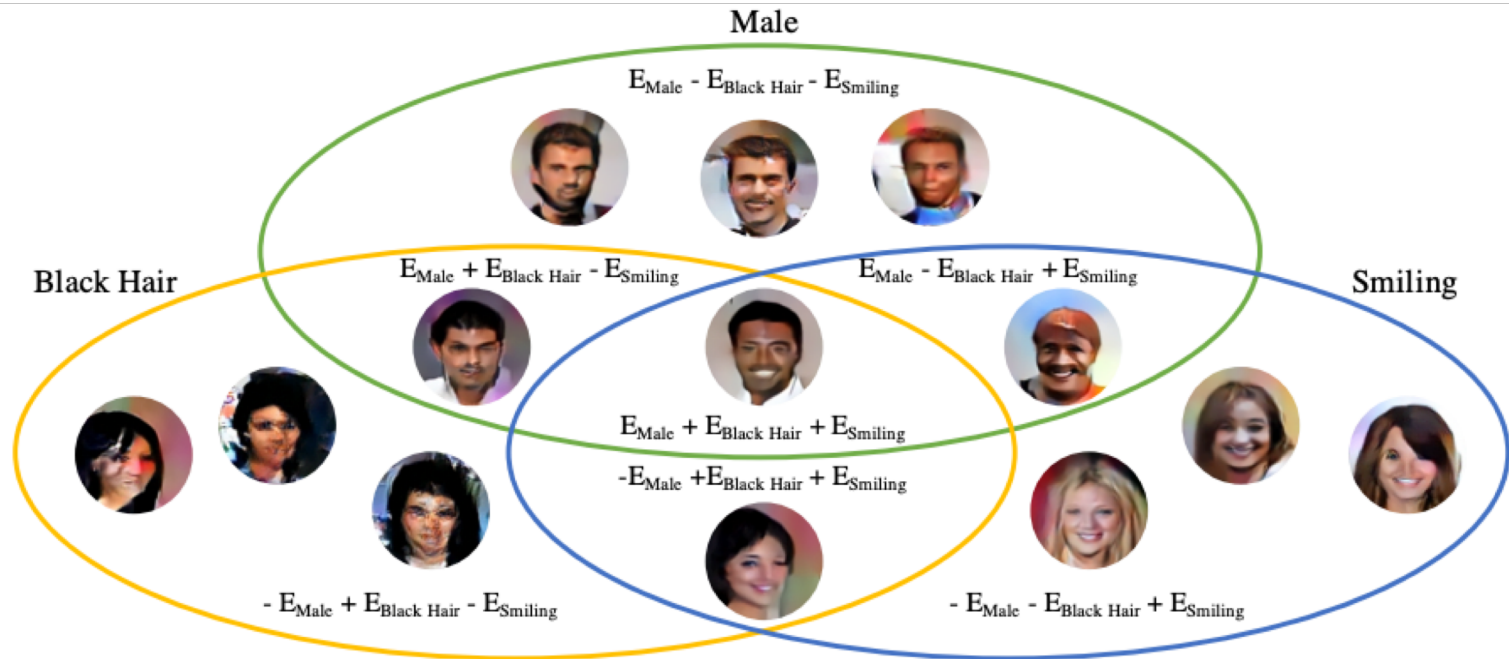 Male
E_Male - E_Black Hair - E_Smiling
Black Hair
E_Male + E_Black Hair - E_Smiling
E_Male - E_Black Hair + E_Smiling
Smiling
E_Male + E_Black Hair + E_Smiling
-E_Male +E_Black Hair + E_Smiling
- E_Male + E_Black Hair - E_Smiling
- E_Male - E_Black Hair + E_Smiling